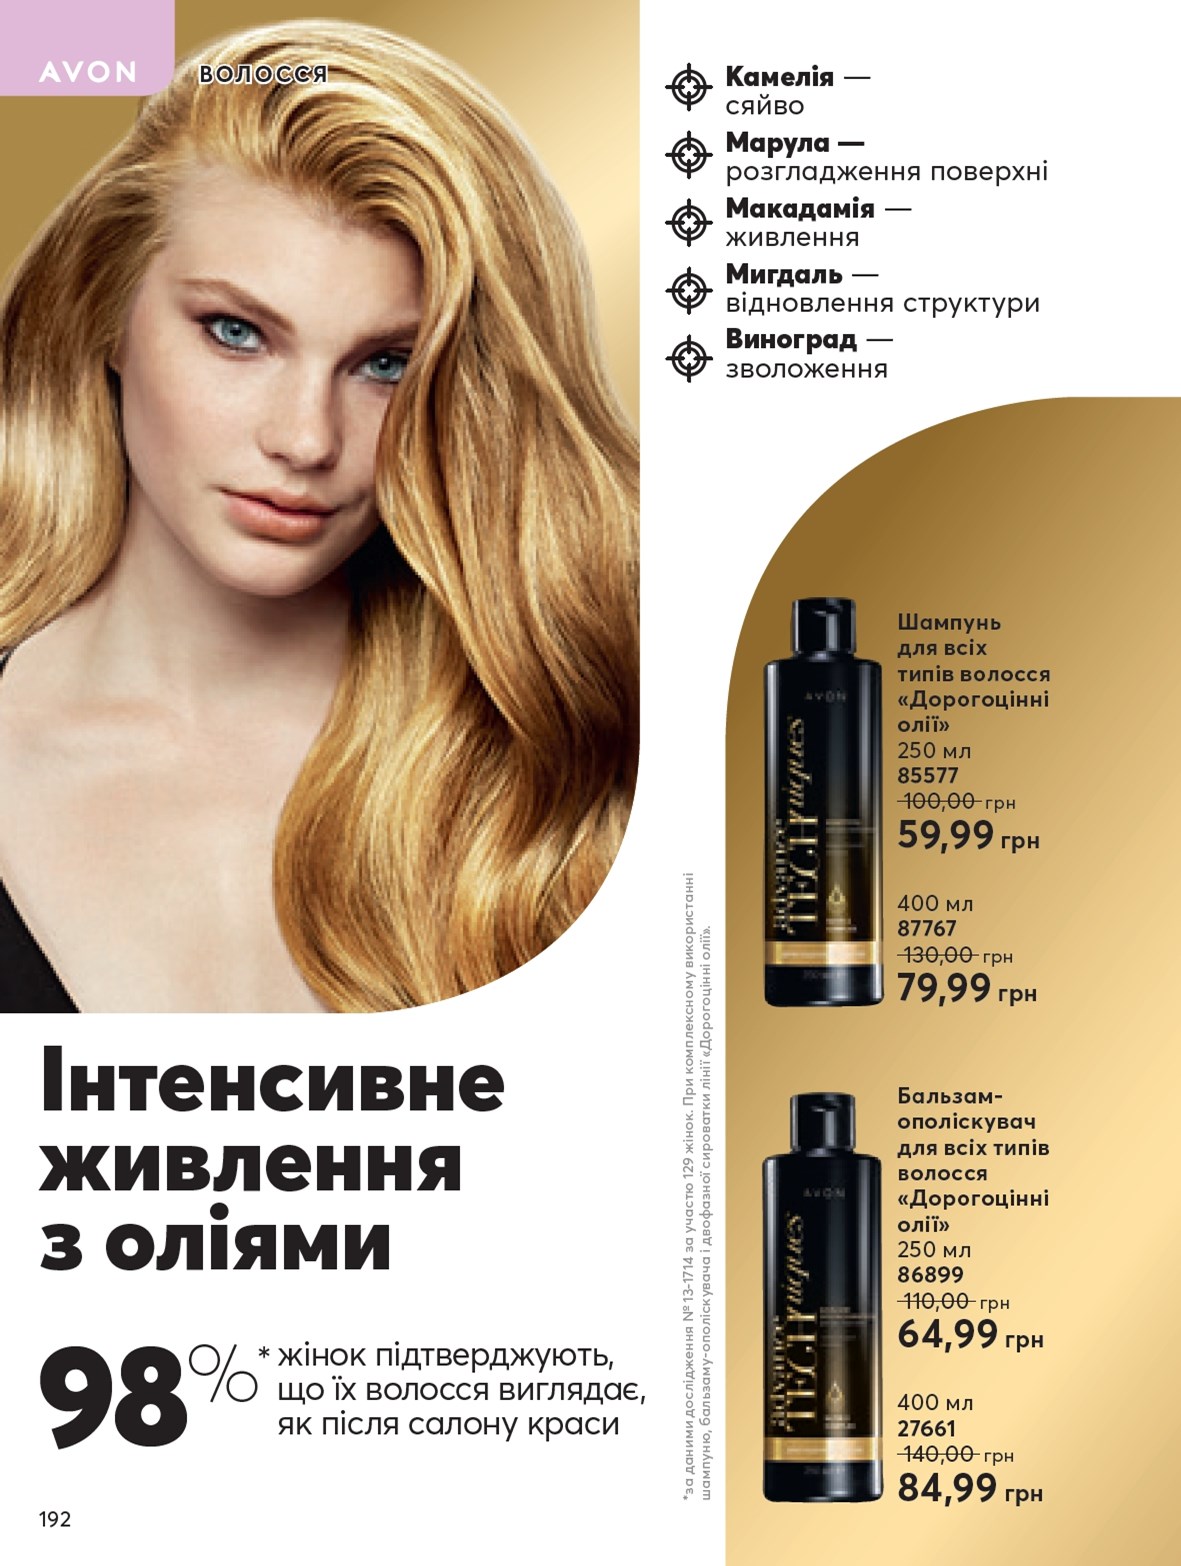 AVON
ВОЛОССЯ
Камелія —
сяйво
Марула —
розгладження поверхні
Макадамія —
живлення
Мигдаль —
відновлення структури
Виноград —
зволоження
Шампунь
для всіх
типів волосся
«Дорогоцінні
олії»
250 мл
85577
100,00 грн
59,99 грн
400 мл
87767
130,00 грн
79,99 грн
AVON
advance
TECHniques
Бальзам-
ополіскувач
для всіх типів
волосся
«Дорогоцінні
олії»
250 мл
86899
110,00 грн
64,99 грн
400 мл
27661
140,00 грн
84,99 грн
AVON
advance
TECHniques
Інтенсивне
живлення
з оліями
98%* жінок підтверджують,
що їх волосся виглядає,
як після салону краси
*за даними дослідження № 13-1714 за участю 129 жінок. При комплексному використанні
шампуню, бальзаму-ополіскувача і двофазної сироватки лінії «Дорогоцінні олії».
192